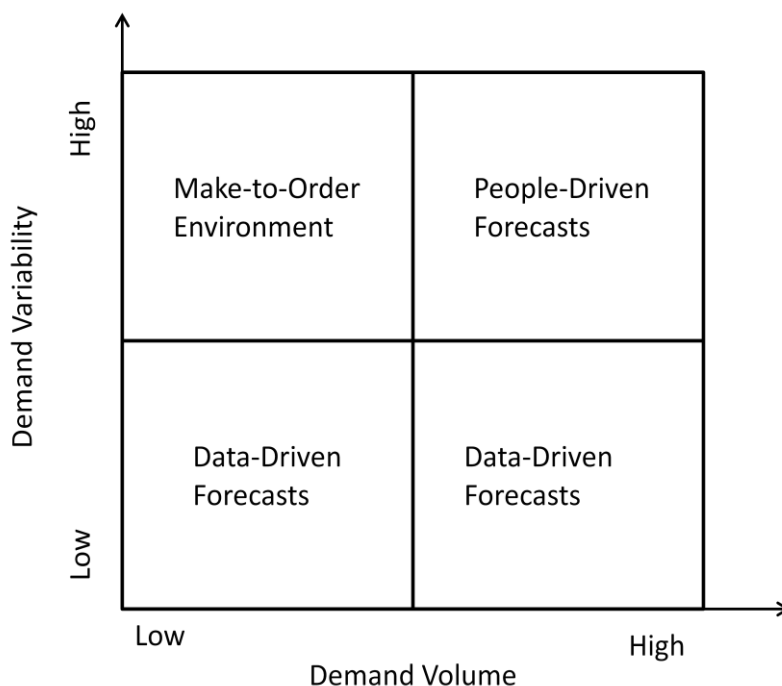 High
Make-to-Order
Environment
People-Driven
Forecasts
Demand Variability
Data-Driven
Forecasts
Data-Driven
Forecasts
Low
Low
High
Demand Volume